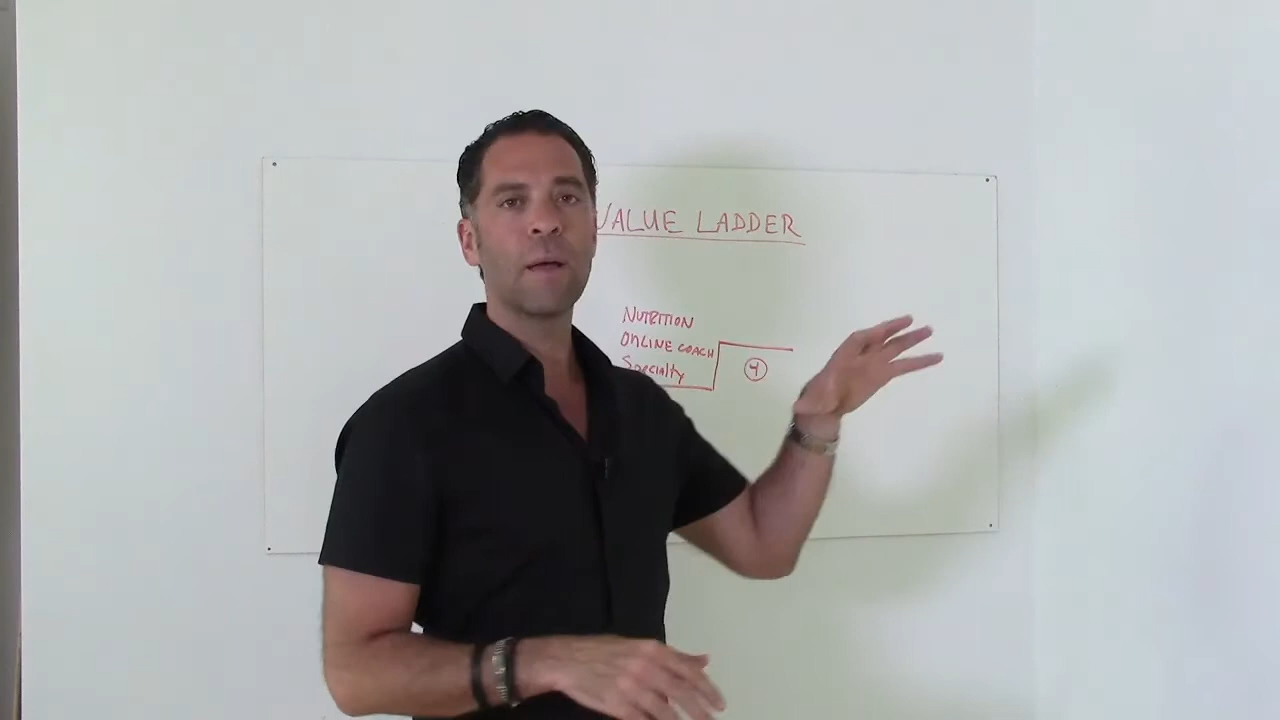 VALUE LADDER
NUTRITION
ONLINE COACH
Specialty
4